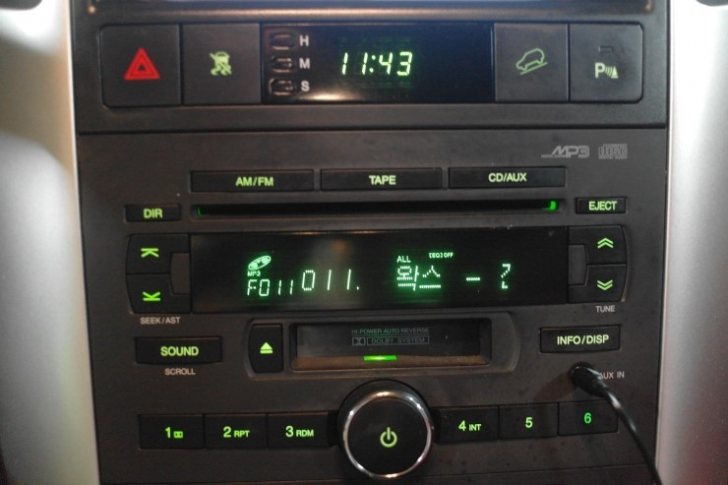 H
M
S
11:43
P
MP3
AM/FM
TAPE
CD/AUX
DIR
EJECT
MP3
F011 011.
ALL
EQ:OFF
왁스 -
SEEK/AST
TUNE
HI-POWER AUTO REVERSE
DOLBY SYSTEM
SOUND
INFO/DISP
SCROLL
AUX IN
1
2 RPT
3 RDM
4 INT
5
6